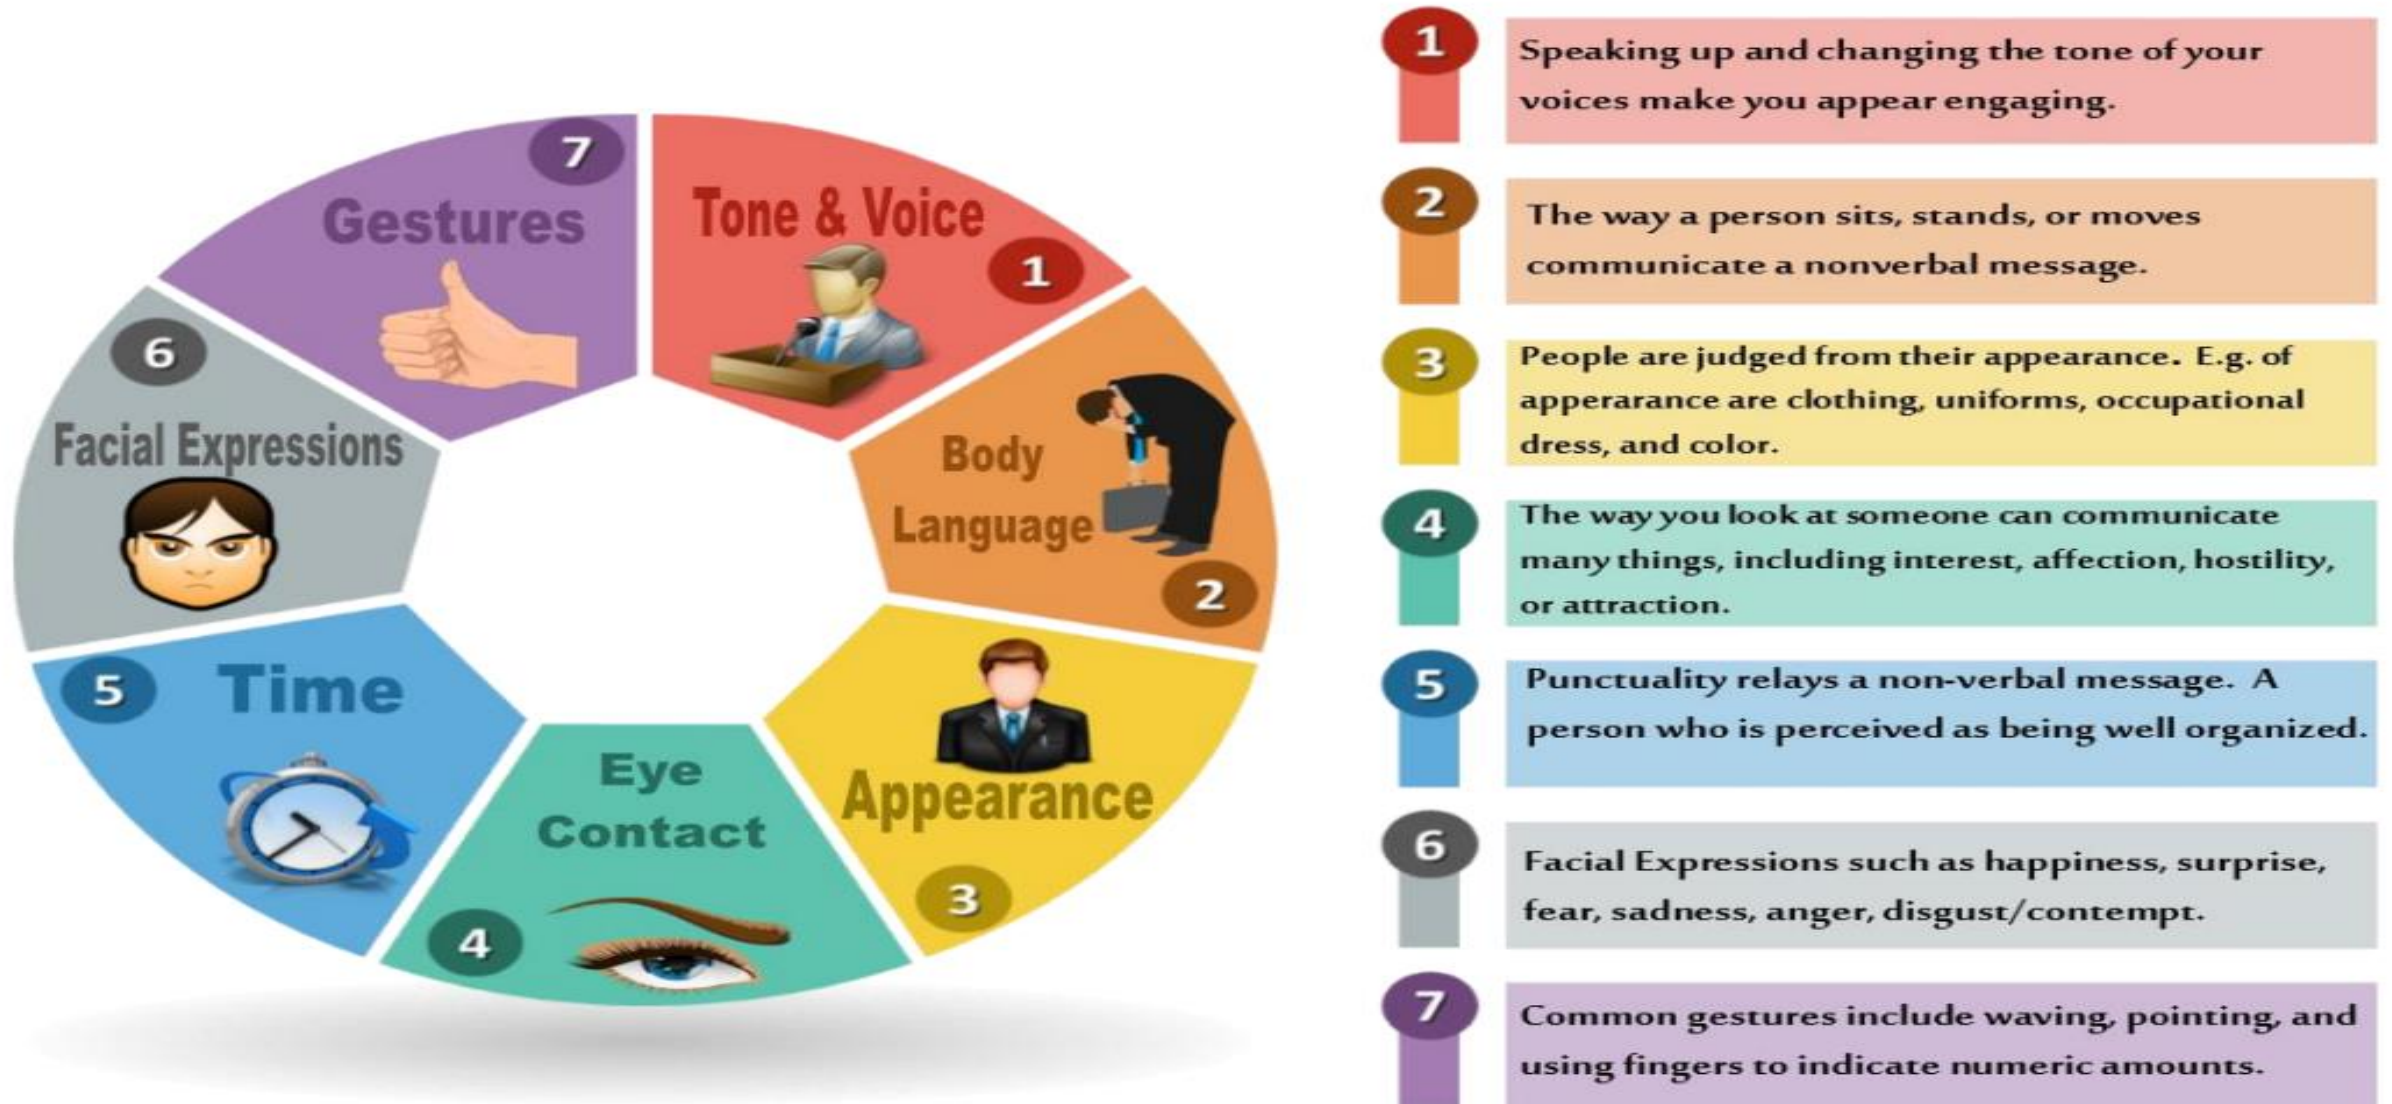 7
Gestures
Tone & Voice
1
6
Facial Expressions
Body
Language
2
5
Time
Eye
Contact
4
Appearance
3
1
Speaking up and changing the tone of your
voices make you appear engaging.
2
The way a person sits, stands, or moves
communicate a nonverbal message.
3
People are judged from their appearance. E.g. of
apperarance are clothing, uniforms, occupational
dress, and color.
4
The way you look at someone can communicate
many things, including interest, affection, hostility,
or attraction.
5
Punctuality relays a non-verbal message. A
person who is perceived as being well organized.
6
Facial Expressions such as happiness, surprise,
fear, sadness, anger, disgust/contempt.
7
Common gestures include waving, pointing, and
using fingers to indicate numeric amounts.